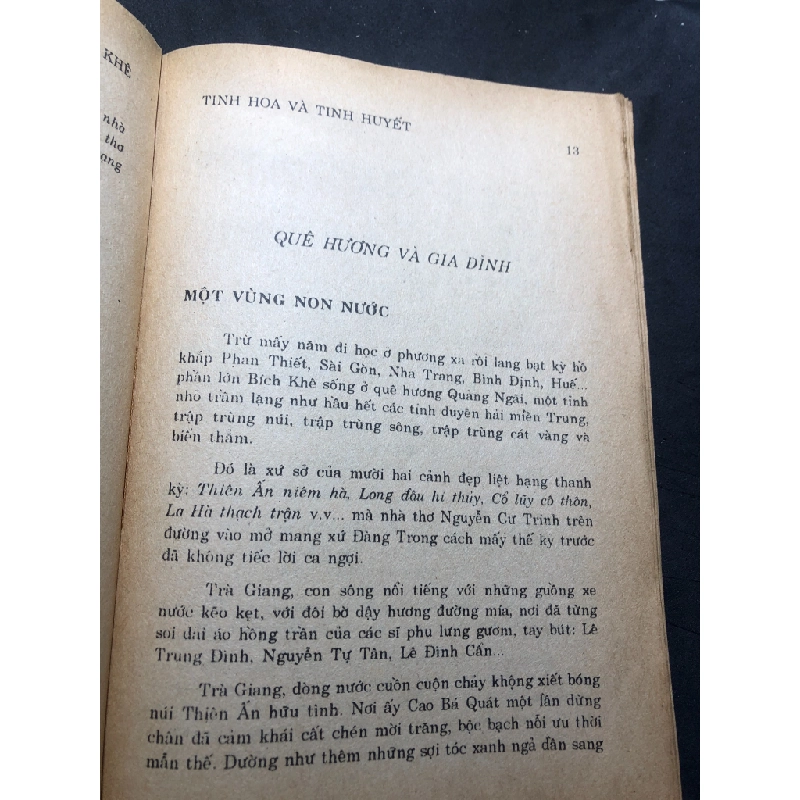 KHÊ
nhà
tha
ạng
TINH HOA VÀ TINH HUYẾT
13
QUÊ HƯƠNG VÀ GIA ĐÌNH
MỘT VÙNG NON NƯỚC
Trừ mấy năm đi học ở phương xa rồi lang bạt kỳ hồ
khắp Phan Thiết, Sài Gòn, Nha Trang, Bình Định, Huế...
phần lớn Bích Khê sống ở quê hương Quảng Ngãi, một tỉnh
nhỏ trầm lặng như hầu hết các tỉnh duyên hải miền Trung,
trập trùng núi, trập trùng sông, trập trùng cát vàng và
biển thẳm.
Đó là xứ sở của mười hai cảnh đẹp liệt hạng thanh
kỳ: Thiên Ấn niêm hà, Long đầu hí thủy, Cổ lũy cô thôn,
La Hà thạch trận v.v... mà nhà thơ Nguyễn Cư Trinh trên
đường vào mở mang xứ Đàng Trong cách mấy thế kỷ trước
đã không tiếc lời ca ngợi.
Trà Giang, con sông nổi tiếng với những guồng xe
nước kẽo kẹt, với đôi bờ dậy hương đường mía, nơi đã từng
soi dải áo hồng trần của các sĩ phu lưng gươm, tay bút: Lê
Trung Đình, Nguyễn Tự Tân, Lê Đình Cẩn...
Trà Giang, dòng nước cuồn cuộn chảy không xiết bóng
núi Thiên Ấn hữu tình. Nơi ấy Cao Bá Quát một lần dừng
chân đã cảm khái cất chén mời trăng, bộc bạch nỗi ưu thời
mẫn thế. Dường như thêm những sợi tóc xanh ngả dần sang